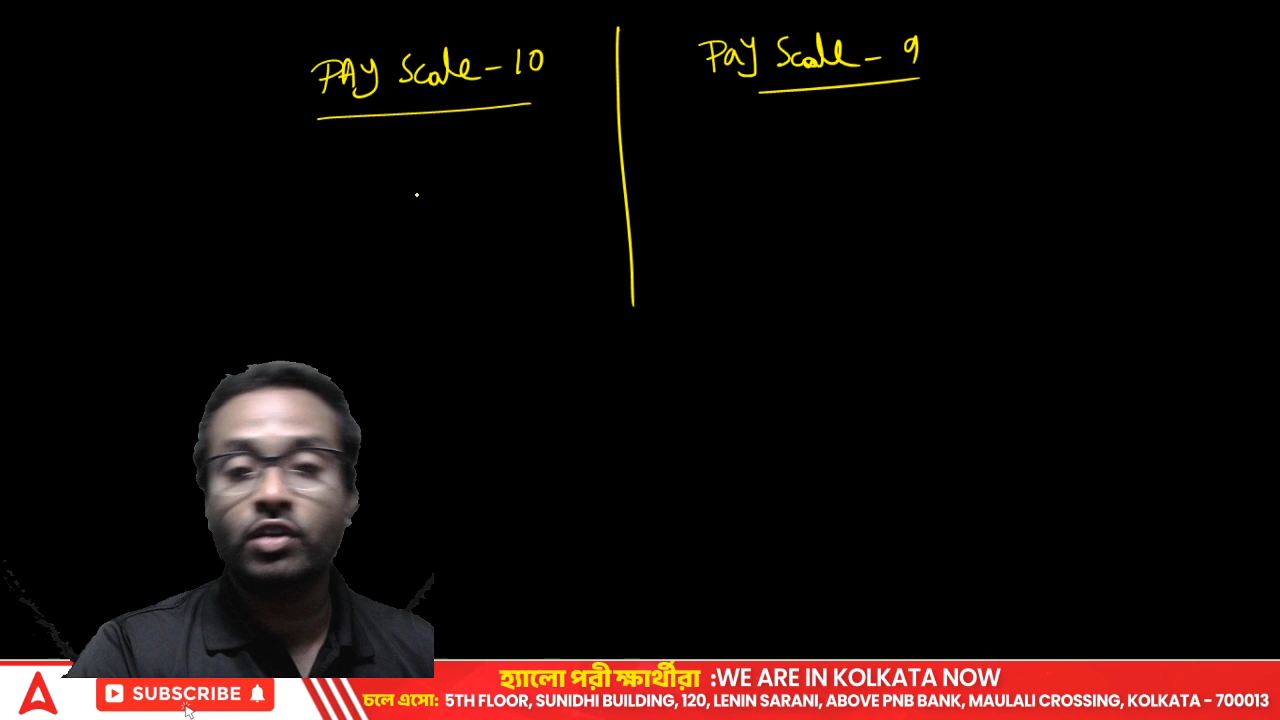 PAY Scale - 10
Pay Scale - 9
হ্যালো পরীক্ষার্থীরা :WE ARE IN KOLKATA NOW
SUBSCRIBE
চলে এসো: 5TH FLOOR, SUNIDHI BUILDING, 120, LENIN SARANI, ABOVE PNB BANK, MAULALI CROSSING, KOLKATA - 700013